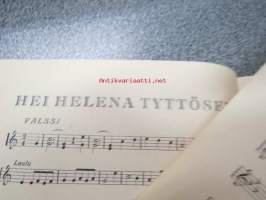 Antikvariaatti.net
HEI HELENA TYTTÖSE
VALSSI
Laulu